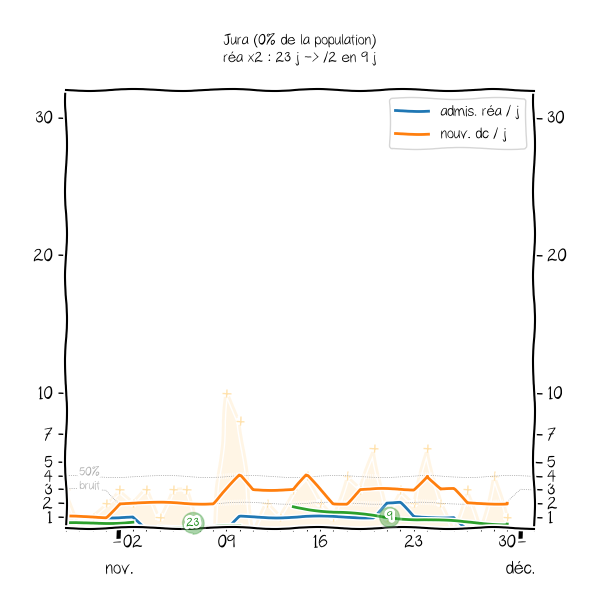 Jura (0% de la population)
réa x2 : 23 j -> /2 en 9 j
admis. réa / j
nouv. dc / j
30 30
20 20
10 10
7 7
5 5
4 4
3 3
2 2
1 1
50%
bruit
23
9
02 09 16 23 30
nov. déc.